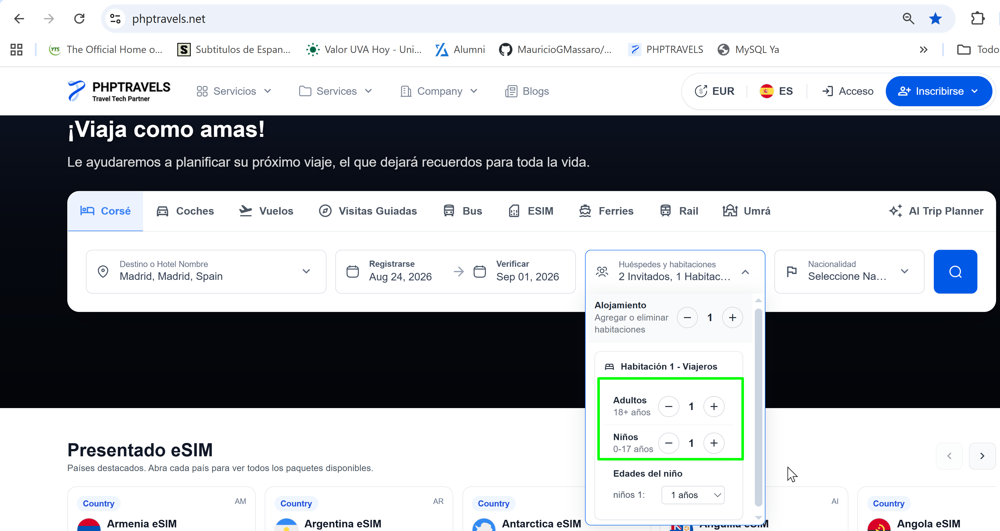 phptravels.net
The Official Home o...
Subtitulos de Espan...
Valor UVA Hoy - Uni...
Alumni
MauricioGMassaro/...
PHPTRAVELS
MySQL Ya
Todo
PHPTRAVELS
Travel Tech Partner
Servicios
Services
Company
Blogs
EUR
ES
Acceso
Inscribirse
¡Viaja como amas!
Le ayudaremos a planificar su próximo viaje, el que dejará recuerdos para toda la vida.
Corsé
Coches
Vuelos
Visitas Guiadas
Bus
ESIM
Ferries
Rail
Umrá
AI Trip Planner
Destino o Hotel Nombre
Madrid, Madrid, Spain
Registrarse
Aug 24, 2026
Verificar
Sep 01, 2026
Huéspedes y habitaciones
2 Invitados, 1 Habitac...
Nacionalidad
Seleccione Na...
Alojamiento
Agregar o eliminar
habitaciones
1
Habitación 1 - Viajeros
Adultos
18+ años
1
Niños
0-17 años
1
Edades del niño
niños 1:
1 años
Presentado eSIM
Países destacados. Abra cada país para ver todos los paquetes disponibles.
Country
AM
Armenia eSIM
Country
AR
Argentina eSIM
Country
Antarctica eSIM
AI
Anguilla eSIM
Country
Angola eSIM